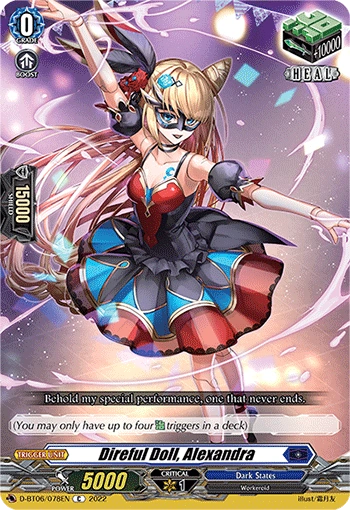 0
GRADE
BOOST
+10000
HEAL
15000
SHIELD
Behold my special performance, one that never ends.
(You may only have up to four triggers in a deck)
TRIGGER UNIT
Direful Doll, Alexandra
POWER 5000
CRITICAL
1
Dark States
Workeroid
D-BT06/078EN C 2022
illust/霜月友